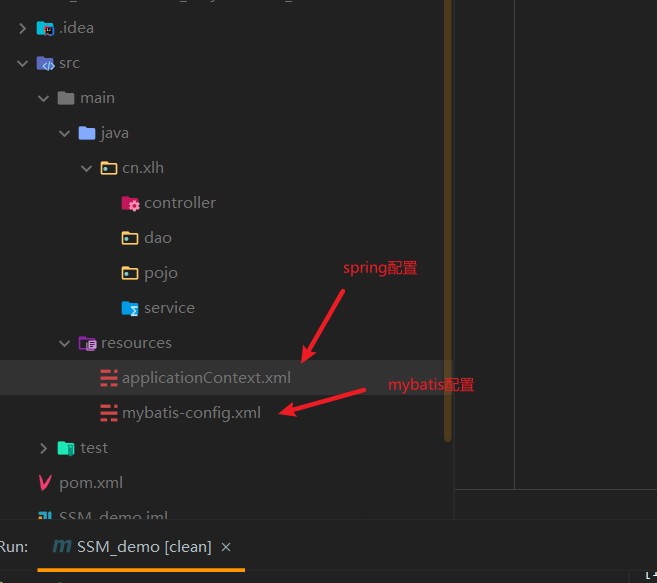 .idea
src
main
java
cn.xlh
controller
dao
pojo
spring配置
service
resources
applicationContext.xml
mybatis配置
mybatis-config.xml
test
pom.xml
SSM_demo.iml
Run:
SSM_demo [clean]